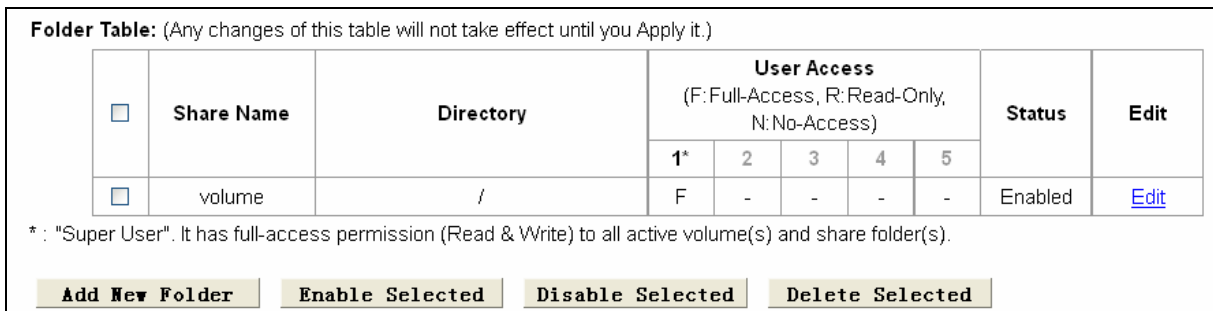 Folder Table: (Any changes of this table will not take effect until you Apply it.)
Share Name
Directory
User Access
(F:Full-Access, R:Read-Only,
N:No-Access)
Status
Edit
1* 2 3 4 5
volume / F - - - - Enabled Edit
* : "Super User". It has full-access permission (Read & Write) to all active volume(s) and share folder(s).
Add New Folder Enable Selected Disable Selected Delete Selected